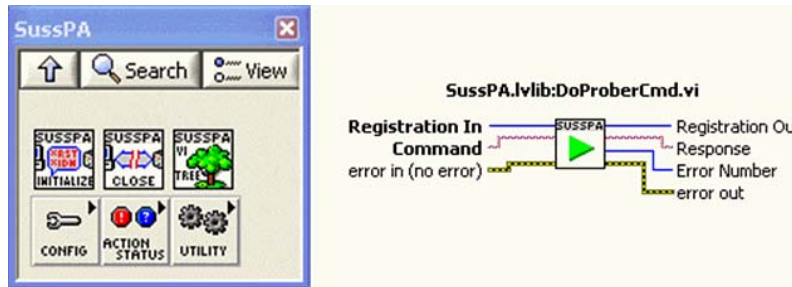 SussPA
Search
View
SUSSPA
INITIALIZE
SUSSPA
CLOSE
SUSSPA
VI
TREE
CONFIG
ACTION
STATUS
UTILITY
SussPA.lvlib:DoProberCmd.vi
Registration In
Command
error in (no error)
SUSSPA
Registration Ou
Response
Error Number
error out